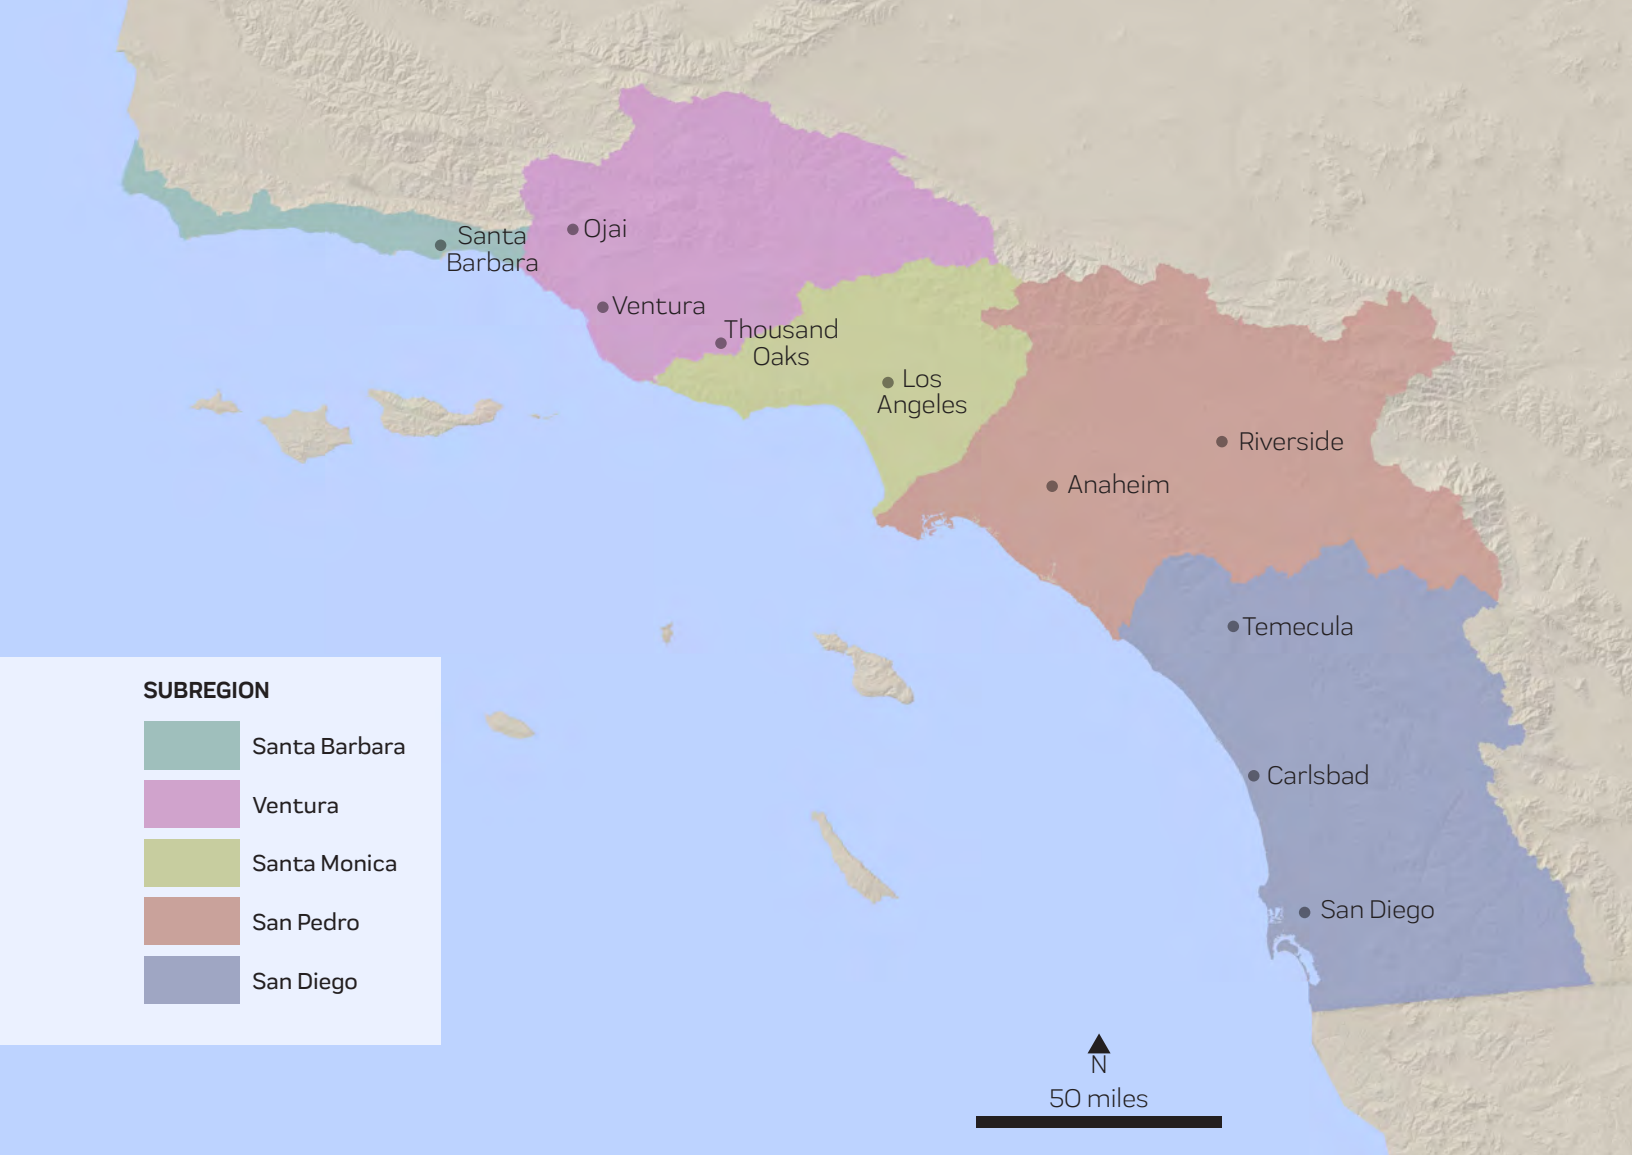 Ojai
Santa
Barbara
Ventura
Thousand
Oaks
Los
Angeles
Riverside
Anaheim
Temecula
Carlsbad
San Diego
SUBREGION
Santa Barbara
Ventura
Santa Monica
San Pedro
San Diego
N
50 miles